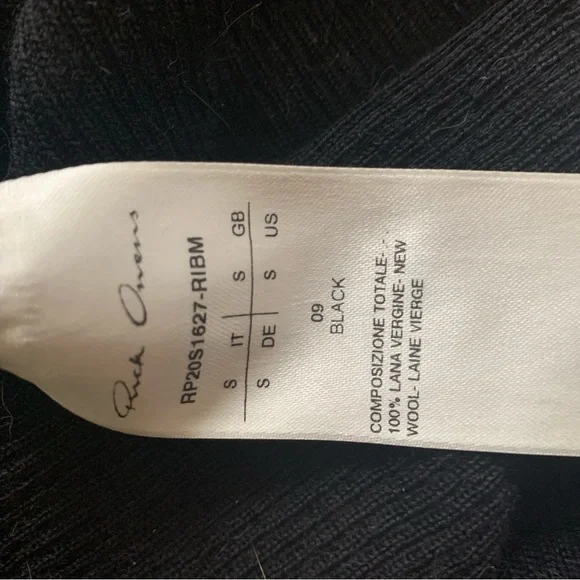 Rick Owens
RP20S1627-RIBM
S IT | S GB
S DE | S US
09
BLACK
COMPOSIZIONE TOTALE- -
100% LANA VERGINE- NEW
WOOL- LAINE VIERGE